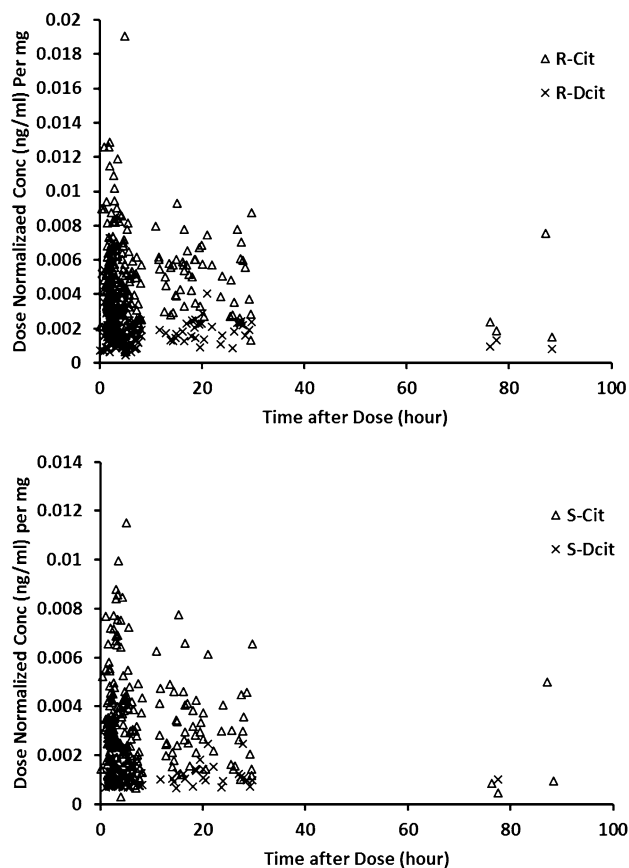 Dose Normalizaed Conc (ng/ml) Per mg
0.02
0.018
0.016
0.014
0.012
0.01
0.008
0.006
0.004
0.002
0
R-Cit
R-Dcit
0 20 40 60 80 100
Time after Dose (hour)
Dose Normalized Conc (ng/ml) per mg
0.014
0.012
0.01
0.008
0.006
0.004
0.002
0
S-Cit
S-Dcit
0 20 40 60 80 100
Time after Dose (hour)